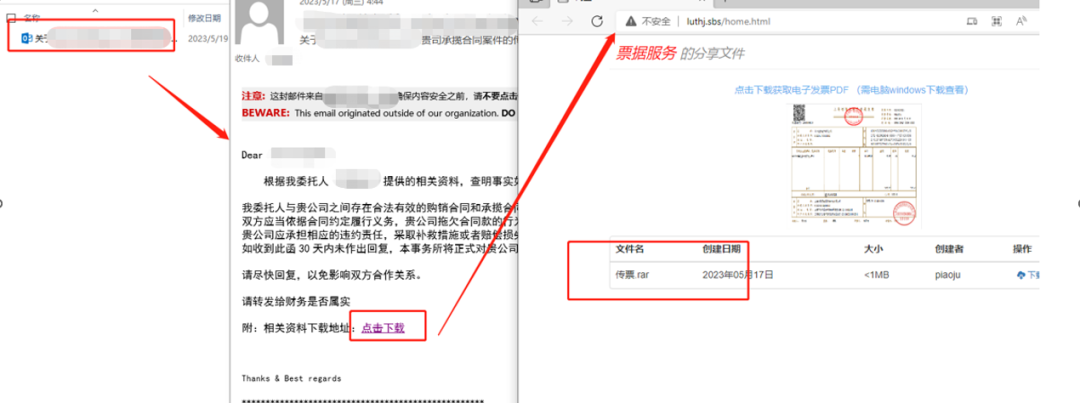 名称
修改日期
关于
2023/5/19
2023/5/17 (周三) 4:44
关于
贵司承揽合同案件的传
收件人
注意: 这封邮件来自
确保内容安全之前，请不要点击
BEWARE: This email originated outside of our organization. DO
Dear
根据我委托人
提供的相关资料，查明事实如
我委托人与贵公司之间存在合法有效的购销合同和承揽合同
双方应当依据合同约定履行义务，贵公司拖欠合同款的行为
贵公司应承担相应的违约责任，采取补救措施或者赔偿损失
如收到此函 30 天内未作出回复，本事务所将正式对贵公司
请尽快回复，以免影响双方合作关系。
请转发给财务是否属实
附：相关资料下载地址：点击下载
Thanks & Best regards
不安全 | luthj.sbs/home.html
票据服务 的分享文件
点击下载获取电子发票PDF （需电脑windows下载查看）
文件名 创建日期 大小 创建者 操作
传票.rar 2023年05月17日 <1MB piaoju 下载